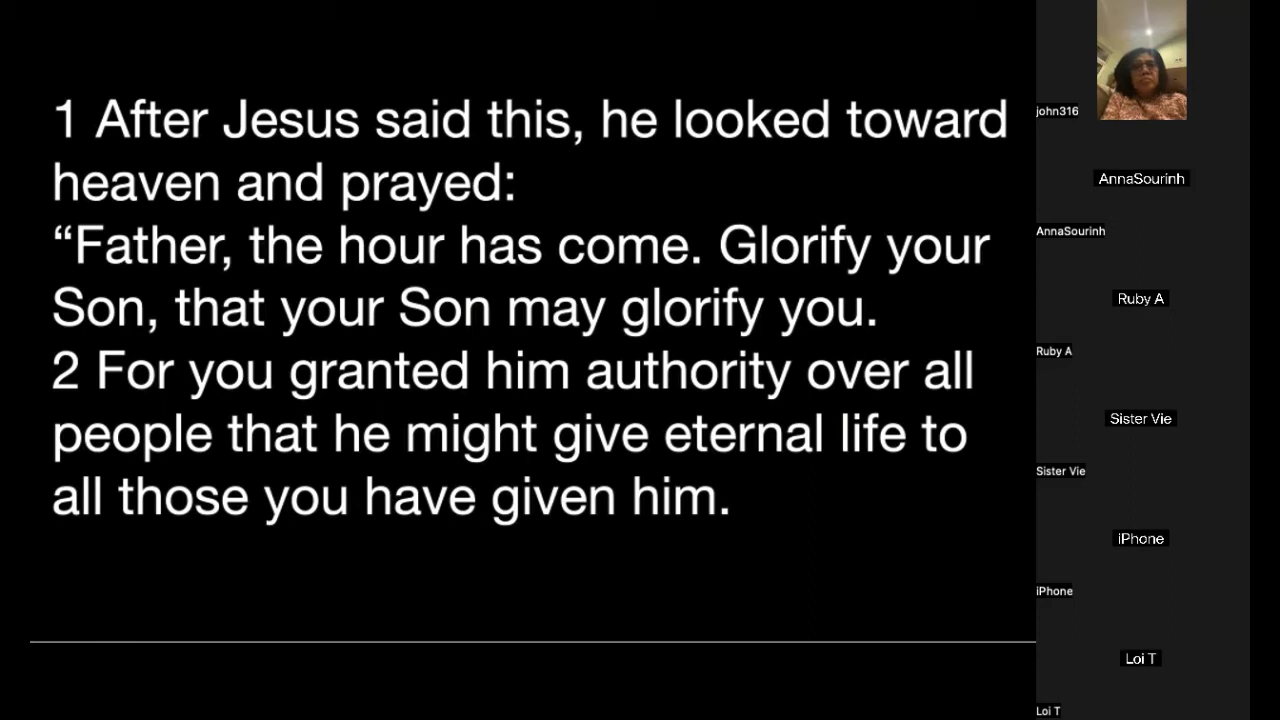 1 After Jesus said this, he looked toward
heaven and prayed:
“Father, the hour has come. Glorify your
Son, that your Son may glorify you.
2 For you granted him authority over all
people that he might give eternal life to
all those you have given him.
john316
AnnaSourinh
AnnaSourinh
Ruby A
Ruby A
Sister Vie
Sister Vie
iPhone
iPhone
Loi T
Loi T